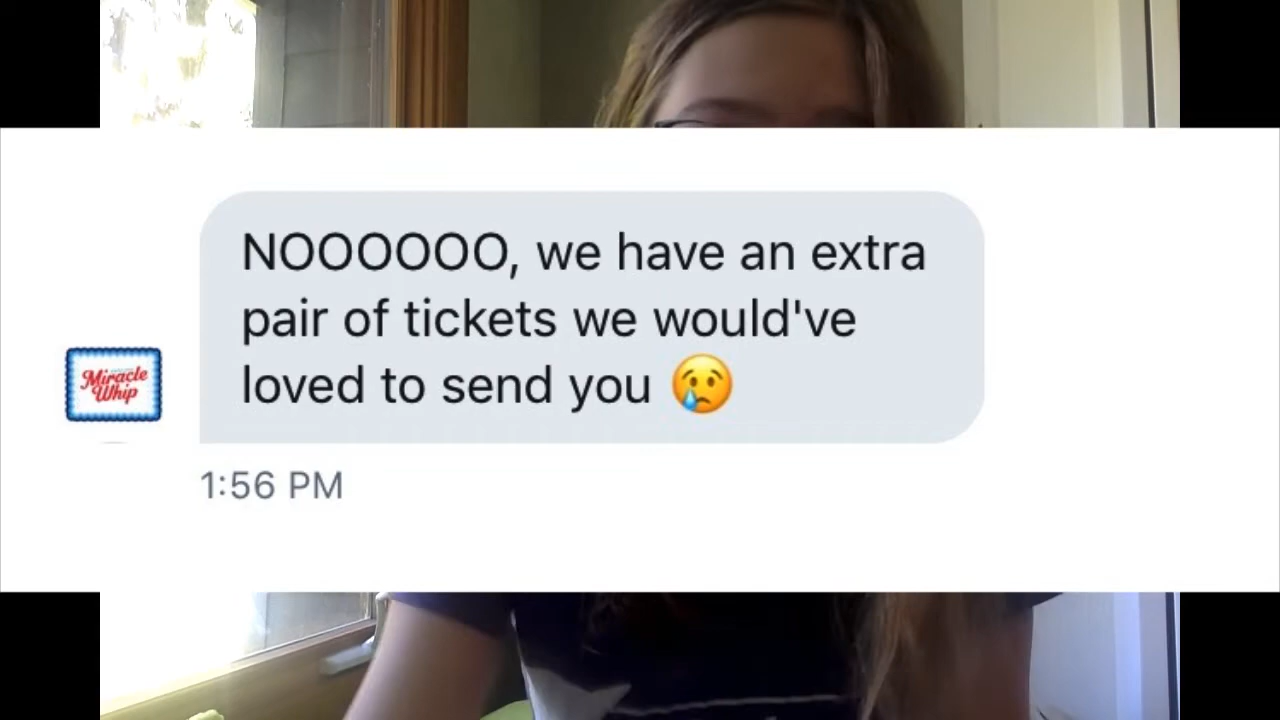 NOOOOOO, we have an extra
pair of tickets we would've
loved to send you 😢
Miracle
Whip
1:56 PM